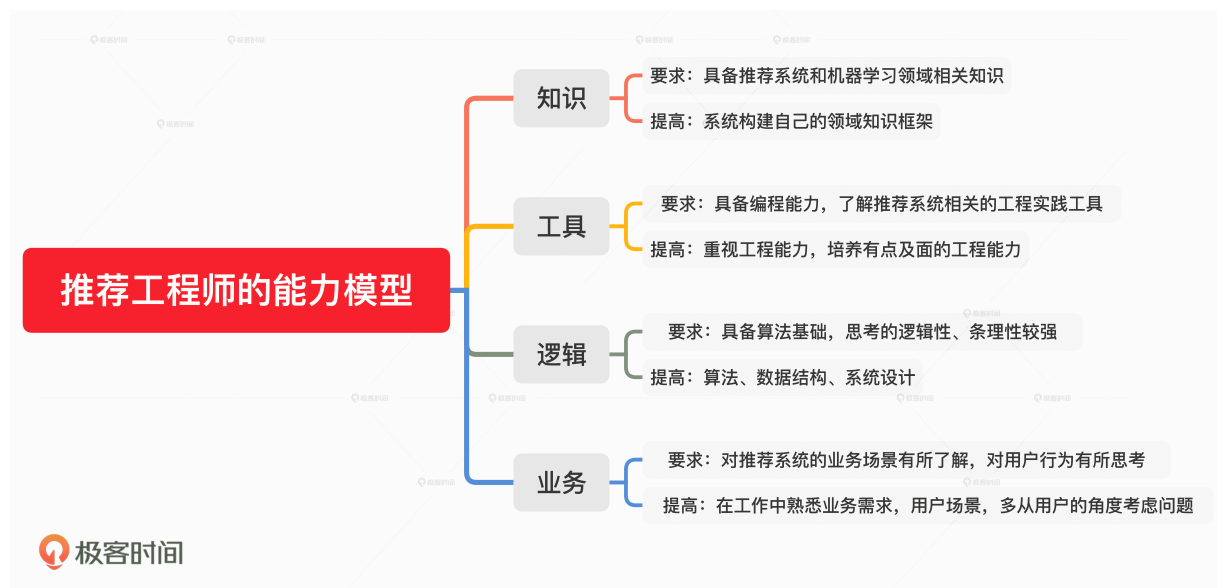 推荐工程师的能力模型
知识
要求：具备推荐系统和机器学习领域相关知识
提高：系统构建自己的领域知识框架
工具
要求：具备编程能力，了解推荐系统相关的工程实践工具
提高：重视工程能力，培养有点及面的工程能力
逻辑
要求：具备算法基础，思考的逻辑性、条理性较强
提高：算法、数据结构、系统设计
业务
要求：对推荐系统的业务场景有所了解，对用户行为有所思考
提高：在工作中熟悉业务需求，用户场景，多从用户的角度考虑问题
极客时间